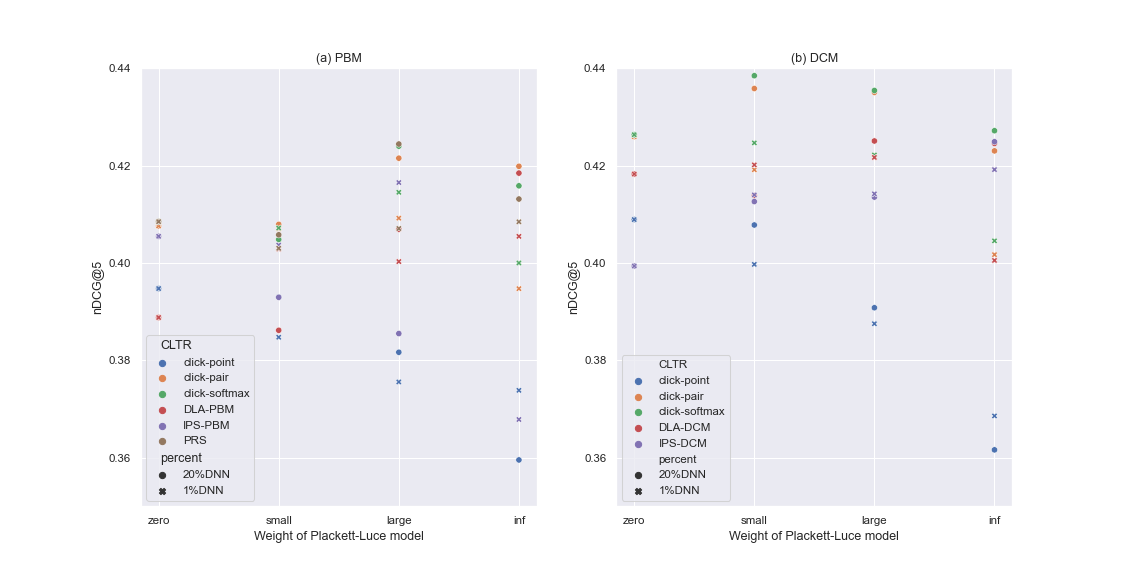 (a) PBM
0.44
0.42
0.40
0.38
0.36
nDCG@5
CLTR
click-point
click-pair
click-softmax
DLA-PBM
IPS-PBM
PRS
percent
20%DNN
1%DNN
zero small large inf
Weight of Plackett-Luce model
(b) DCM
0.44
0.42
0.40
0.38
0.36
nDCG@5
CLTR
click-point
click-pair
click-softmax
DLA-DCM
IPS-DCM
percent
20%DNN
1%DNN
zero small large inf
Weight of Plackett-Luce model